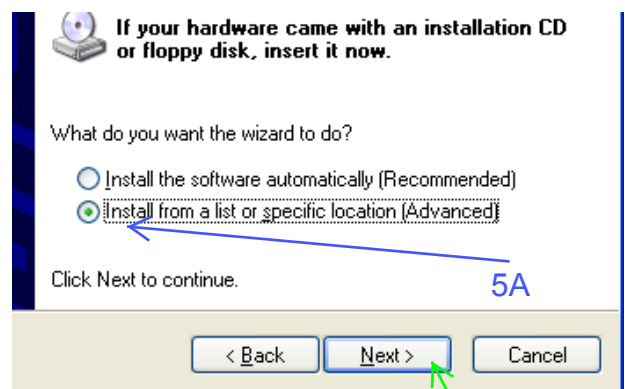 If your hardware came with an installation CD
or floppy disk, insert it now.
What do you want the wizard to do?
Install the software automatically (Recommended)
Install from a list or specific location (Advanced)
Click Next to continue.
5A
< Back
Next >
Cancel